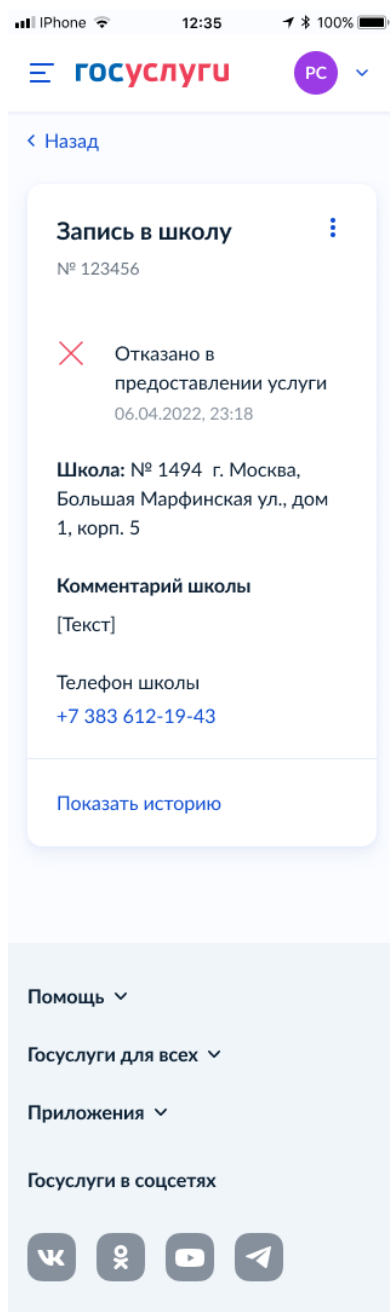 IPhone 12:35 100%
госуслуги РС
Назад
Запись в школу
№ 123456
Отказано в
предоставлении услуги
06.04.2022, 23:18
Школа: № 1494 г. Москва,
Большая Марфинская ул., дом
1, корп. 5
Комментарий школы
[Текст]
Телефон школы
+7 383 612-19-43
Показать историю
Помощь
Госуслуги для всех
Приложения
Госуслуги в соцсетях